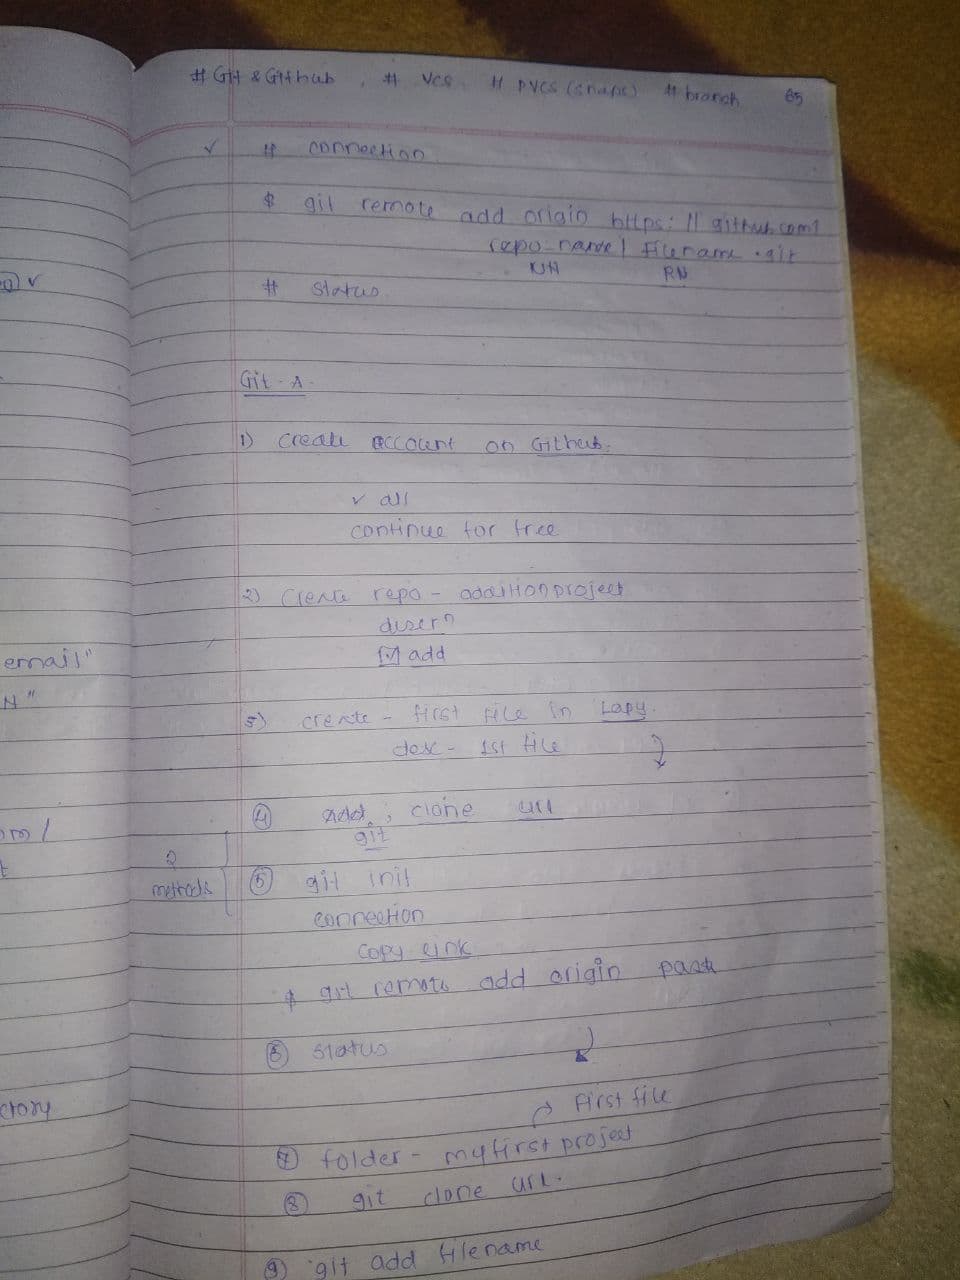 # Git & Github , # VCS # DVCS (snaps) # branch 65
✓ # connection
$ git remote add origin https://github.com/
repo-name/filename.git
UN RN
# status
Git - A -
1) create account on Github.
✓ all
continue for free
2) Create repo - additionproject
discrn
☑ add
3) create - first file in Lapy.
desc - 1st file
④ Add, clone url
git
2
methods
⑤ git init
connection
copy link
$ git remote add origin paste
⑥ status
→ First file
⑦ folder - myfirst project
⑧ git clone url.
⑨ git add filename
email"
N"
om/
t
ctory